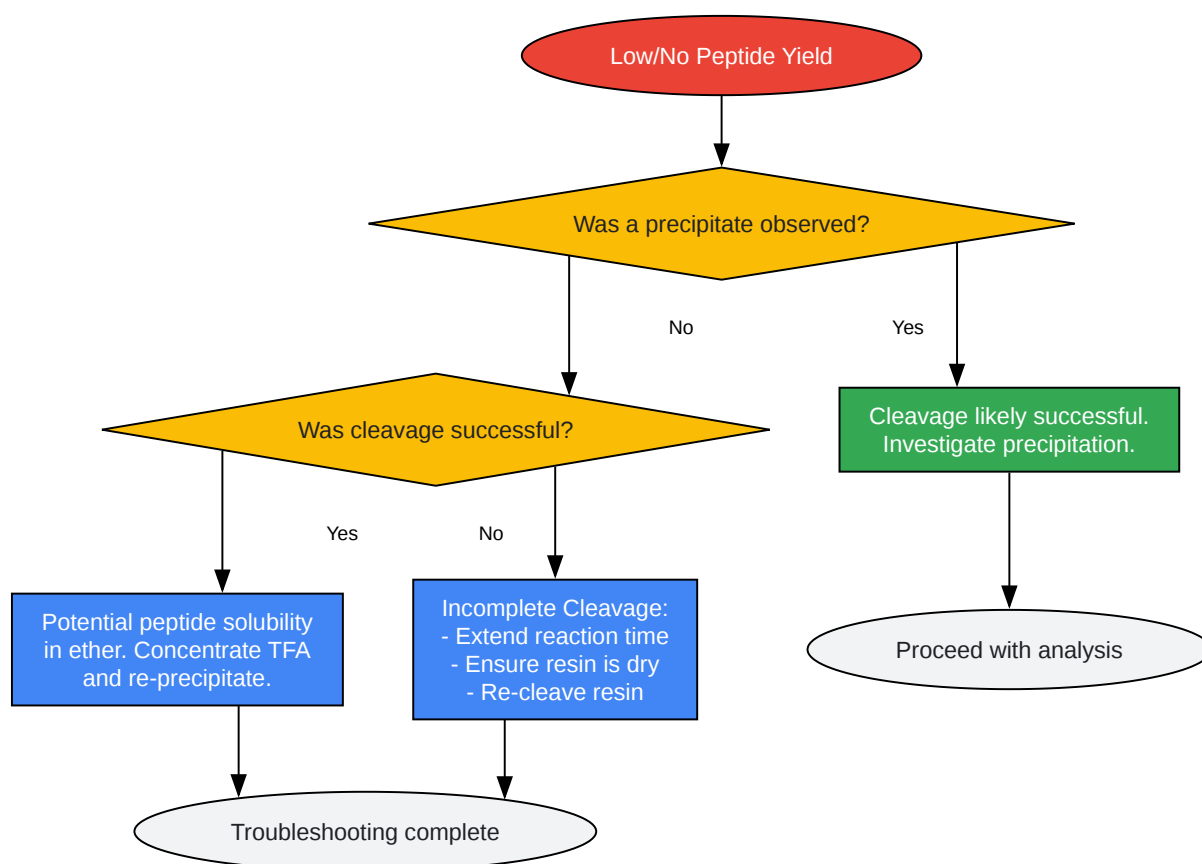 Low/No Peptide Yield
Was a precipitate observed?
No
Yes
Was cleavage successful?
Cleavage likely successful.
Investigate precipitation.
Yes
No
Potential peptide solubility
in ether. Concentrate TFA
and re-precipitate.
Incomplete Cleavage:
- Extend reaction time
- Ensure resin is dry
- Re-cleave resin
Proceed with analysis
Troubleshooting complete